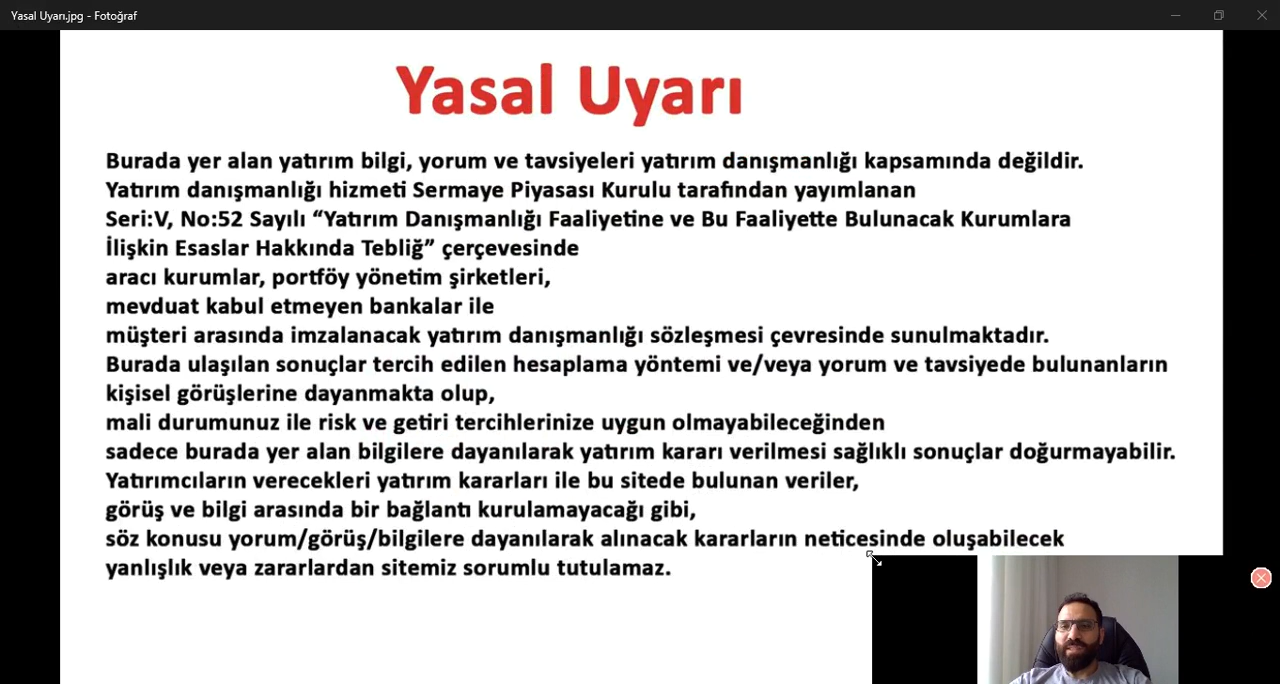 Yasal Uyarı.jpg - Fotoğraf
Yasal Uyarı
Burada yer alan yatırım bilgi, yorum ve tavsiyeleri yatırım danışmanlığı kapsamında değildir.
Yatırım danışmanlığı hizmeti Sermaye Piyasası Kurulu tarafından yayımlanan
Seri:V, No:52 Sayılı “Yatırım Danışmanlığı Faaliyetine ve Bu Faaliyette Bulunacak Kurumlara
İlişkin Esaslar Hakkında Tebliğ” çerçevesinde
aracı kurumlar, portföy yönetim şirketleri,
mevduat kabul etmeyen bankalar ile
müşteri arasında imzalanacak yatırım danışmanlığı sözleşmesi çevresinde sunulmaktadır.
Burada ulaşılan sonuçlar tercih edilen hesaplama yöntemi ve/veya yorum ve tavsiyede bulunanların
kişisel görüşlerine dayanmakta olup,
mali durumunuz ile risk ve getiri tercihlerinize uygun olmayabileceğinden
sadece burada yer alan bilgilere dayanılarak yatırım kararı verilmesi sağlıklı sonuçlar doğurmayabilir.
Yatırımcıların verecekleri yatırım kararları ile bu sitede bulunan veriler,
görüş ve bilgi arasında bir bağlantı kurulamayacağı gibi,
söz konusu yorum/görüş/bilgilere dayanılarak alınacak kararların neticesinde oluşabilecek
yanlışlık veya zararlardan sitemiz sorumlu tutulamaz.